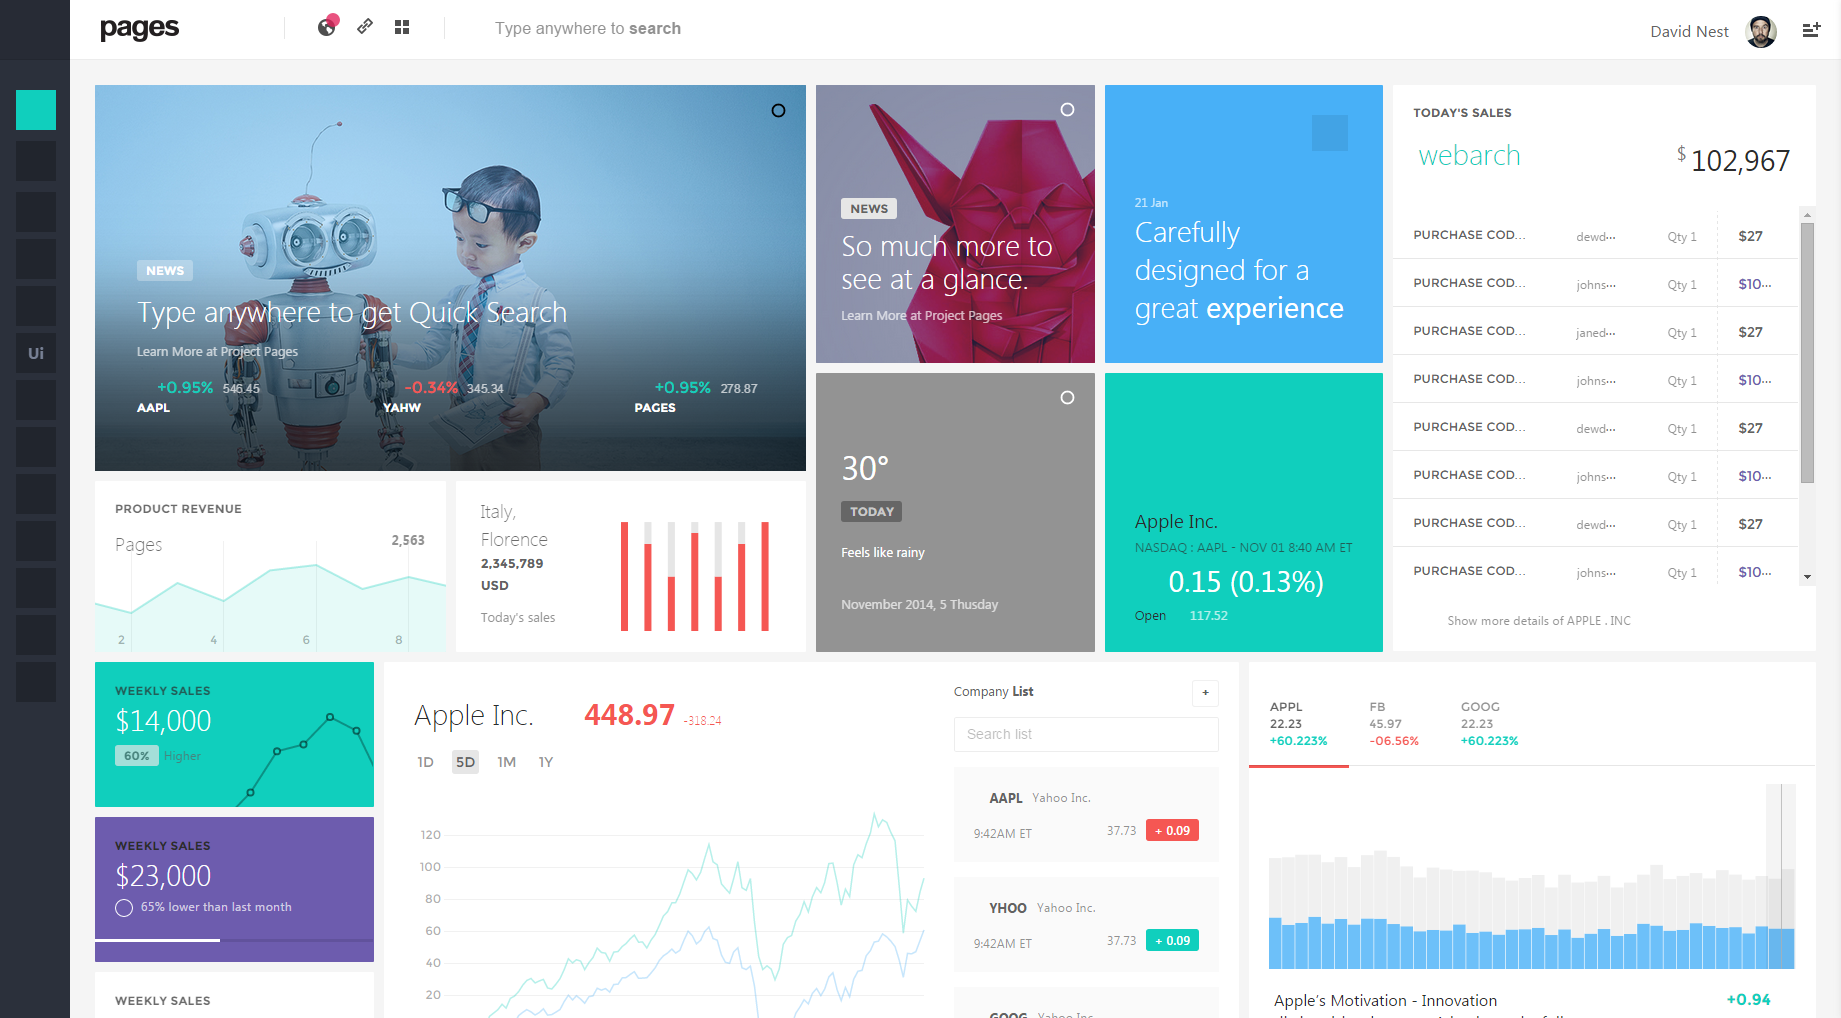 pages
Type anywhere to search
David Nest
Ui
NEWS
Type anywhere to get Quick Search
Learn More at Project Pages
+0.95% 546.45
AAPL
-0.34% 345.34
YAHW
+0.95% 278.87
PAGES
NEWS
So much more to
see at a glance.
Learn More at Project Pages
21 Jan
Carefully
designed for a
great experience
TODAY'S SALES
webarch
$ 102,967
PURCHASE COD... dewd... Qty 1 $27
PURCHASE COD... johns... Qty 1 $10...
PURCHASE COD... janed... Qty 1 $27
PURCHASE COD... johns... Qty 1 $10...
PURCHASE COD... dewd... Qty 1 $27
PURCHASE COD... johns... Qty 1 $10...
PURCHASE COD... dewd... Qty 1 $27
PURCHASE COD... johns... Qty 1 $10...
Show more details of APPLE . INC
30°
TODAY
Feels like rainy
November 2014, 5 Thusday
Apple Inc.
NASDAQ : AAPL - NOV 01 8:40 AM ET
0.15 (0.13%)
Open 117.52
PRODUCT REVENUE
Pages
2,563
2 4 6 8
Italy,
Florence
2,345,789
USD
Today's sales
WEEKLY SALES
$14,000
60% Higher
WEEKLY SALES
$23,000
65% lower than last month
WEEKLY SALES
Apple Inc. 448.97 -318.24
1D 5D 1M 1Y
120
100
80
60
40
20
Company List
+
Search list
AAPL Yahoo Inc.
9:42AM ET 37.73 + 0.09
YHOO Yahoo Inc.
9:42AM ET 37.73 + 0.09
GOOG Yahoo Inc.
APPL
22.23
+60.223%
FB
45.97
-06.56%
GOOG
22.23
+60.223%
Apple's Motivation - Innovation
+0.94